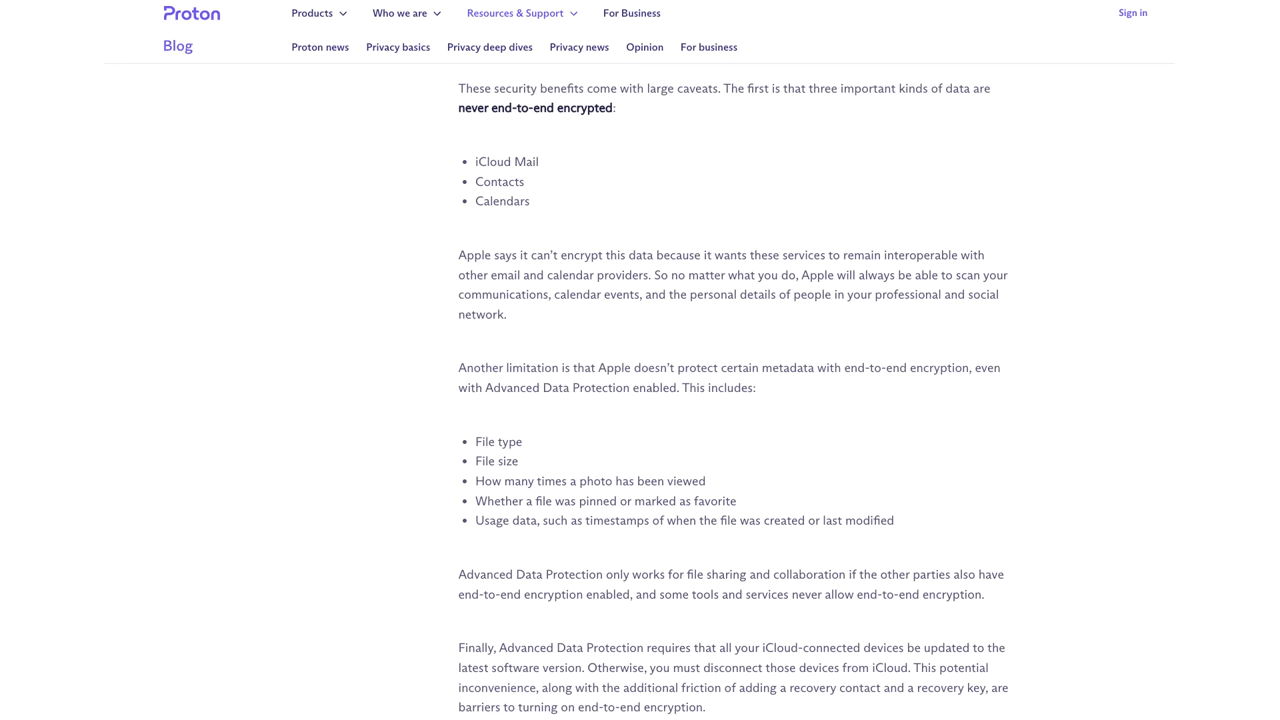 Proton
Products
Who we are
Resources & Support
For Business
Sign in
Blog
Proton news
Privacy basics
Privacy deep dives
Privacy news
Opinion
For business
These security benefits come with large caveats. The first is that three important kinds of data are
never end-to-end encrypted:
• iCloud Mail
• Contacts
• Calendars
Apple says it can’t encrypt this data because it wants these services to remain interoperable with
other email and calendar providers. So no matter what you do, Apple will always be able to scan your
communications, calendar events, and the personal details of people in your professional and social
network.
Another limitation is that Apple doesn’t protect certain metadata with end-to-end encryption, even
with Advanced Data Protection enabled. This includes:
• File type
• File size
• How many times a photo has been viewed
• Whether a file was pinned or marked as favorite
• Usage data, such as timestamps of when the file was created or last modified
Advanced Data Protection only works for file sharing and collaboration if the other parties also have
end-to-end encryption enabled, and some tools and services never allow end-to-end encryption.
Finally, Advanced Data Protection requires that all your iCloud-connected devices be updated to the
latest software version. Otherwise, you must disconnect those devices from iCloud. This potential
inconvenience, along with the additional friction of adding a recovery contact and a recovery key, are
barriers to turning on end-to-end encryption.